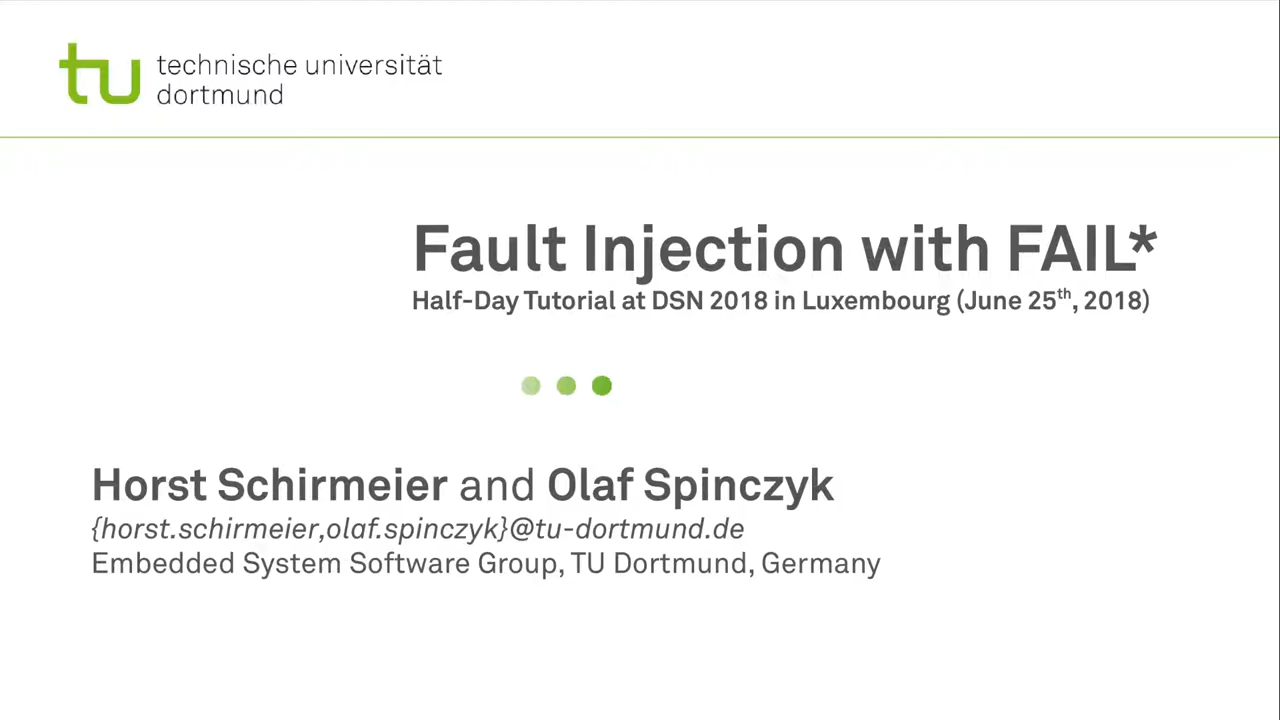 tu technische universität
dortmund
Fault Injection with FAIL*
Half-Day Tutorial at DSN 2018 in Luxembourg (June 25th, 2018)
Horst Schirmeier and Olaf Spinczyk
{horst.schirmeier,olaf.spinczyk}@tu-dortmund.de
Embedded System Software Group, TU Dortmund, Germany